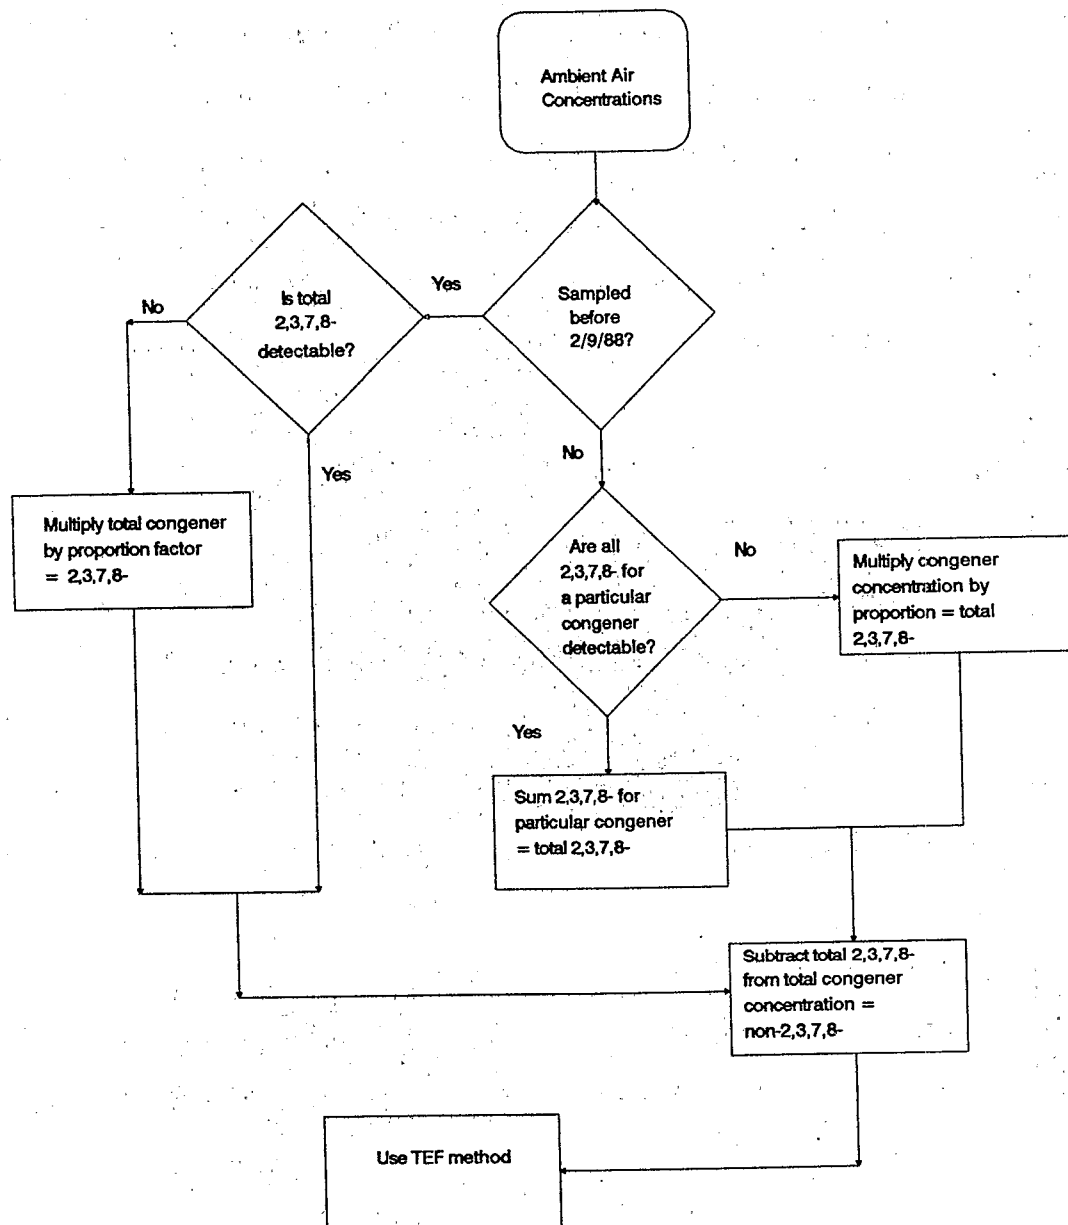 Ambient Air
Concentrations
Sampled
before
2/9/88?
Yes
Is total
2,3,7,8-
detectable?
No
Yes
Multiply total congener
by proportion factor
= 2,3,7,8-
No
Are all
2,3,7,8- for
a particular
congener
detectable?
No
Multiply congener
concentration by
proportion = total
2,3,7,8-
Yes
Sum 2,3,7,8- for
particular congener
= total 2,3,7,8-
Subtract total 2,3,7,8-
from total congener
concentration =
non-2,3,7,8-
Use TEF method